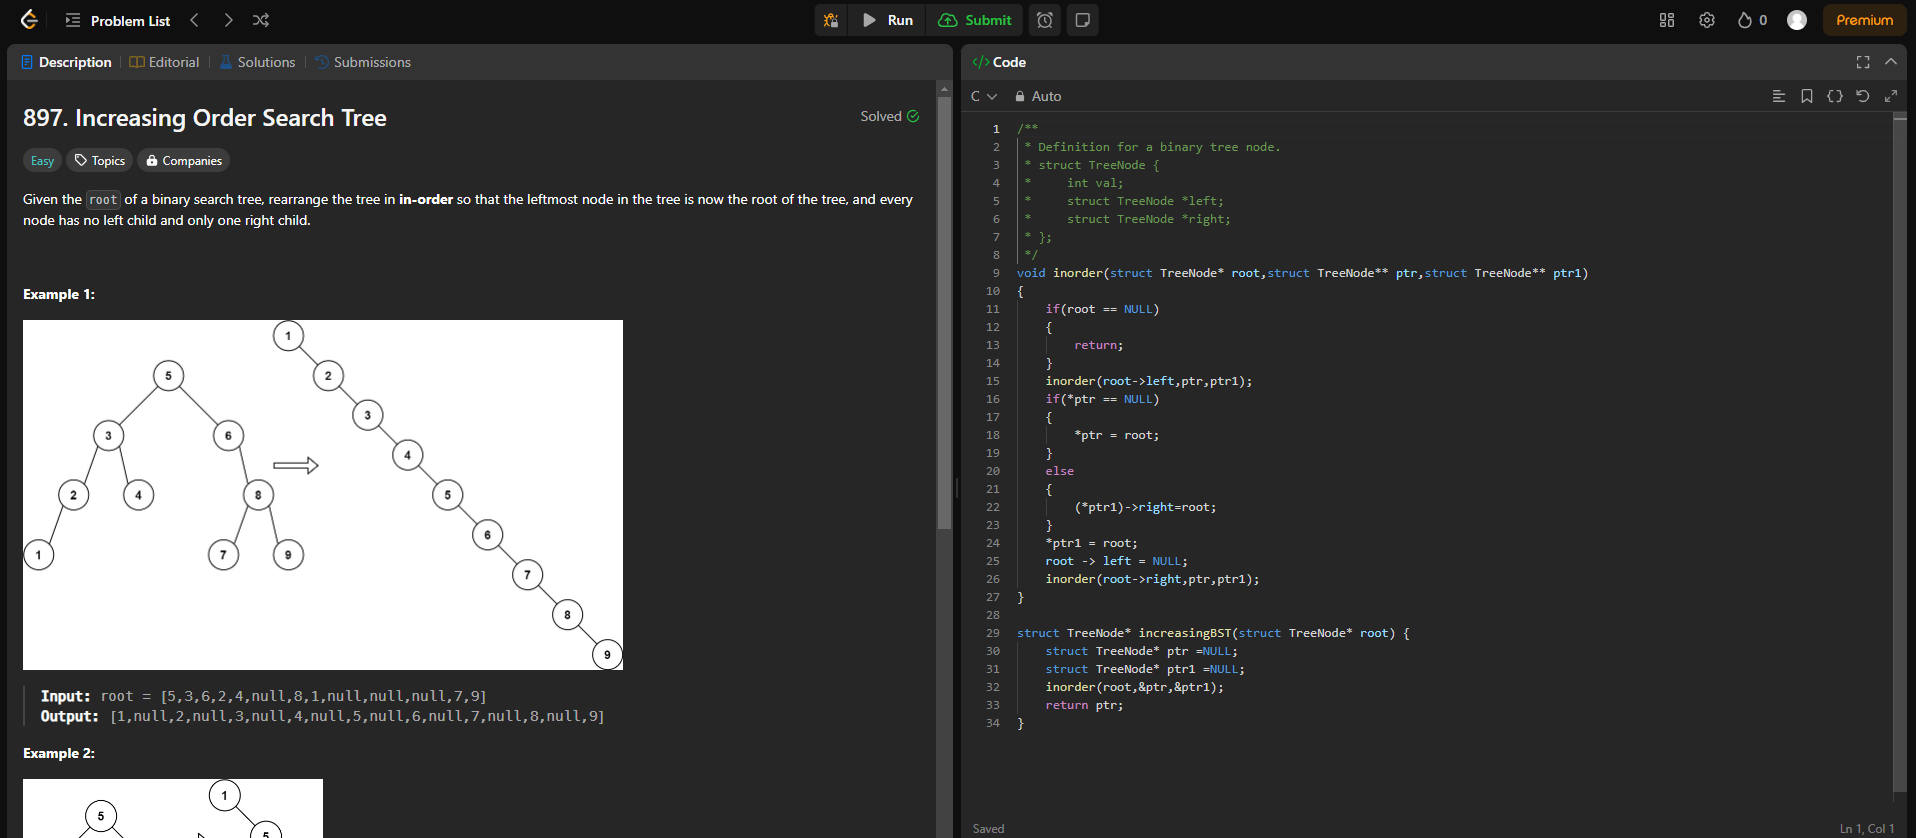 Problem List
Run
Submit
0
Premium
Description
Editorial
Solutions
Submissions
897. Increasing Order Search Tree
Solved
Easy
Topics
Companies
Given the root of a binary search tree, rearrange the tree in in-order so that the leftmost node in the tree is now the root of the tree, and every
node has no left child and only one right child.
Example 1:
1
5
2
3
3
6
4
2
4
8
5
6
1
7
9
7
8
9
Input: root = [5,3,6,2,4,null,8,1,null,null,null,7,9]
Output: [1,null,2,null,3,null,4,null,5,null,6,null,7,null,8,null,9]
Example 2:
1
5
5
</> Code
C
Auto
1 /**
2 * Definition for a binary tree node.
3 * struct TreeNode {
4 *     int val;
5 *     struct TreeNode *left;
6 *     struct TreeNode *right;
7 * };
8 */
9 void inorder(struct TreeNode* root,struct TreeNode** ptr,struct TreeNode** ptr1)
10 {
11     if(root == NULL)
12     {
13         return;
14     }
15     inorder(root->left,ptr,ptr1);
16     if(*ptr == NULL)
17     {
18         *ptr = root;
19     }
20     else
21     {
22         (*ptr1)->right=root;
23     }
24     *ptr1 = root;
25     root -> left = NULL;
26     inorder(root->right,ptr,ptr1);
27 }
28
29 struct TreeNode* increasingBST(struct TreeNode* root) {
30     struct TreeNode* ptr =NULL;
31     struct TreeNode* ptr1 =NULL;
32     inorder(root,&ptr,&ptr1);
33     return ptr;
34 }
Saved
Ln 1, Col 1